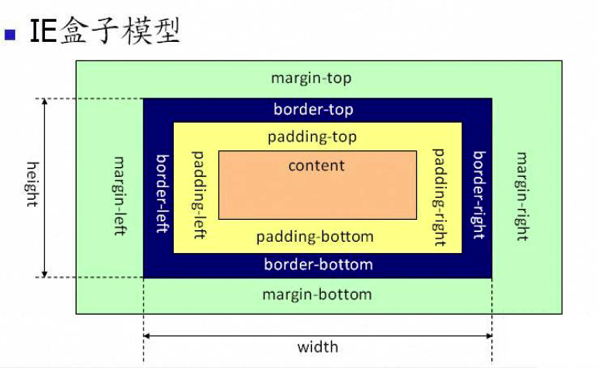 IE盒子模型
margin-top
border-top
padding-top
content
height
margin-left
border-left
padding-left
padding-right
border-right
margin-right
padding-bottom
border-bottom
margin-bottom
width